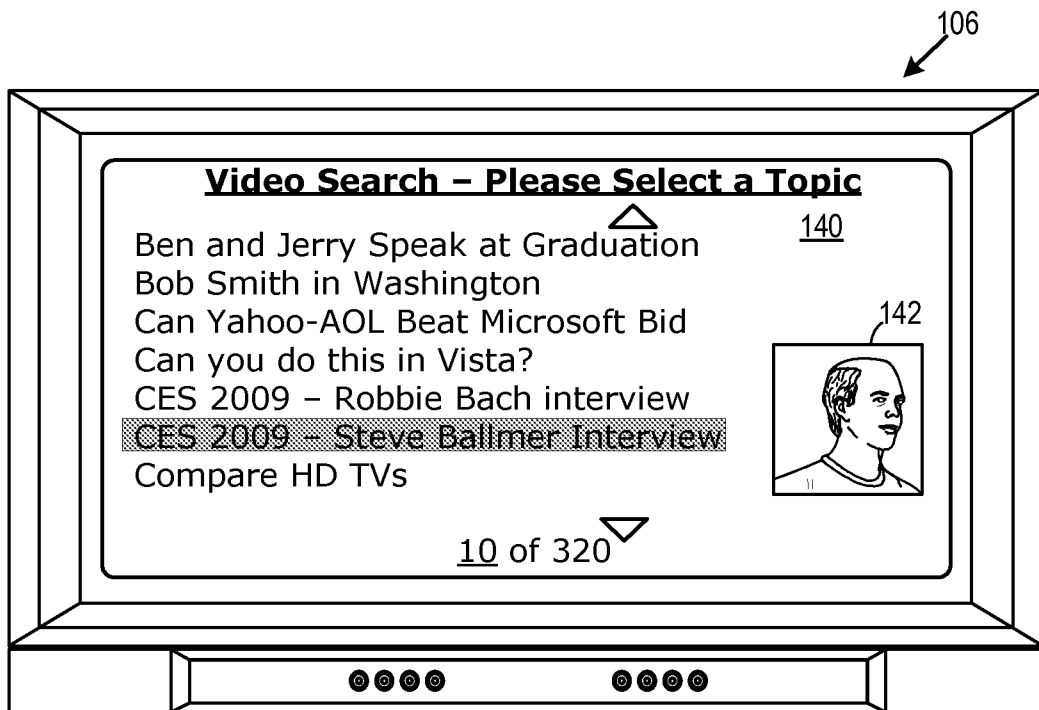 106
Video Search – Please Select a Topic
140
Ben and Jerry Speak at Graduation
Bob Smith in Washington
Can Yahoo-AOL Beat Microsoft Bid
142
Can you do this in Vista?
CES 2009 – Robbie Bach interview
CES 2009 – Steve Ballmer Interview
Compare HD TVs
10 of 320